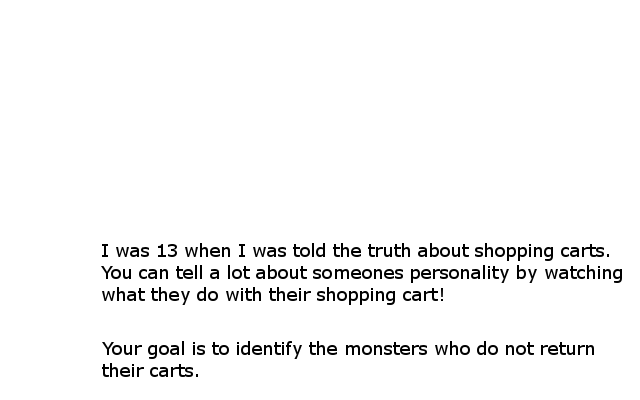 I was 13 when I was told the truth about shopping carts.
You can tell a lot about someones personality by watching
what they do with their shopping cart!
Your goal is to identify the monsters who do not return
their carts.